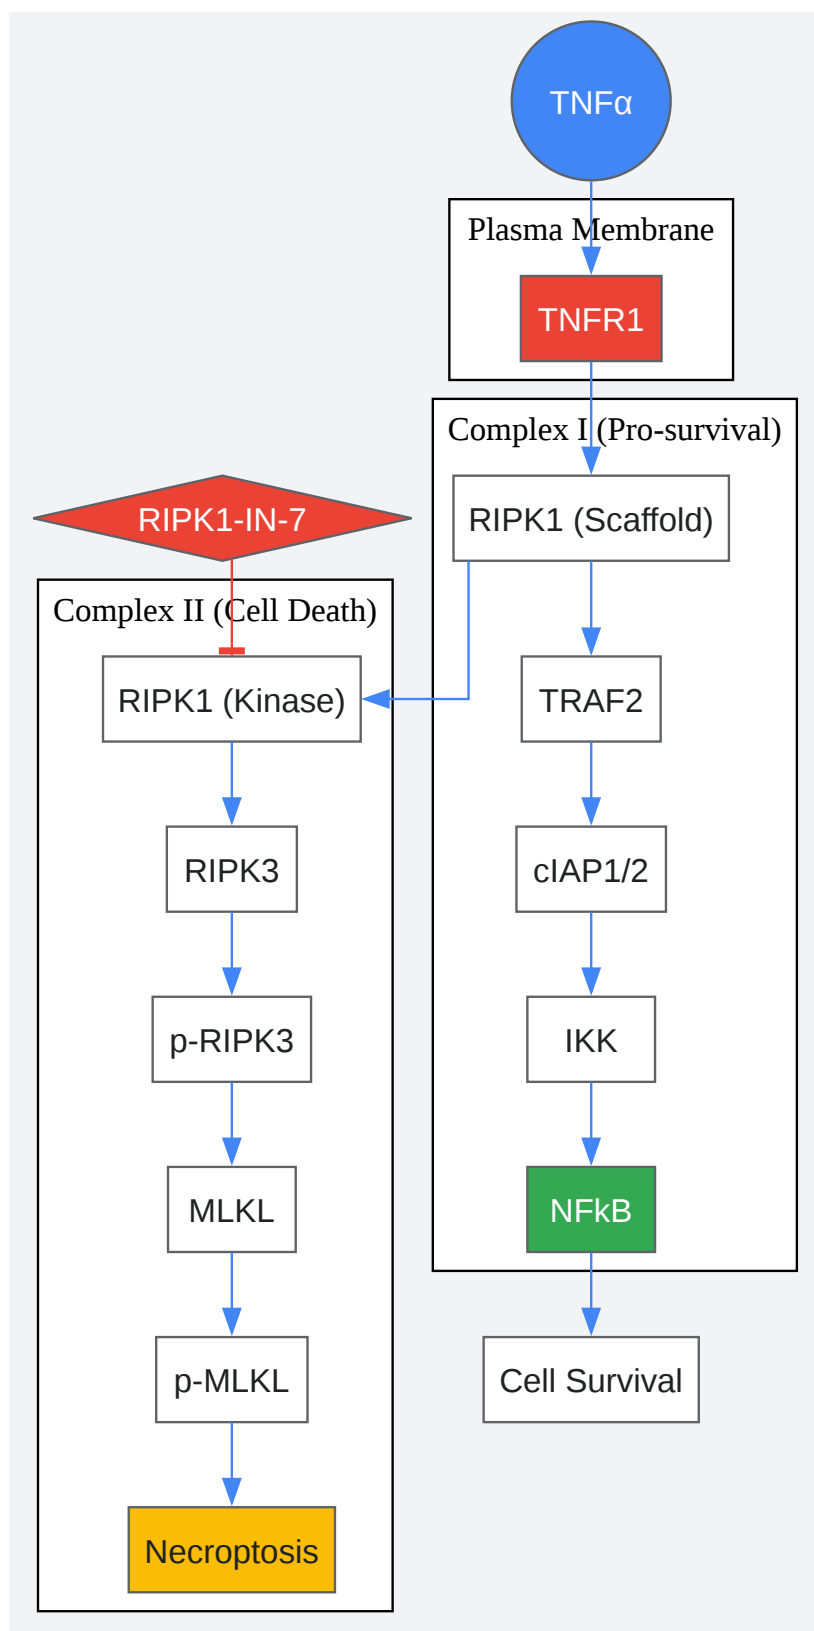 TNFα
Plasma Membrane
TNFR1
Complex I (Pro-survival)
RIPK1 (Scaffold)
RIPK1-IN-7
Complex II (Cell Death)
RIPK1 (Kinase)
TRAF2
RIPK3
cIAP1/2
p-RIPK3
IKK
MLKL
NFkB
p-MLKL
Cell Survival
Necroptosis